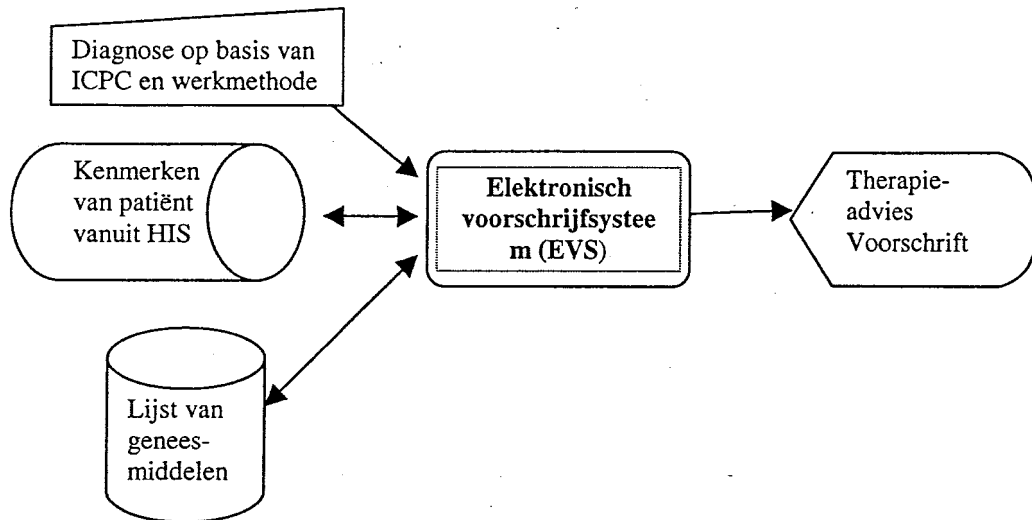 Diagnose op basis van
ICPC en werkmethode
Kenmerken
van patiënt
vanuit HIS
Elektronisch
voorschrijfsystee
m (EVS)
Therapie-
advies
Voorschrift
Lijst van
genees-
middelen